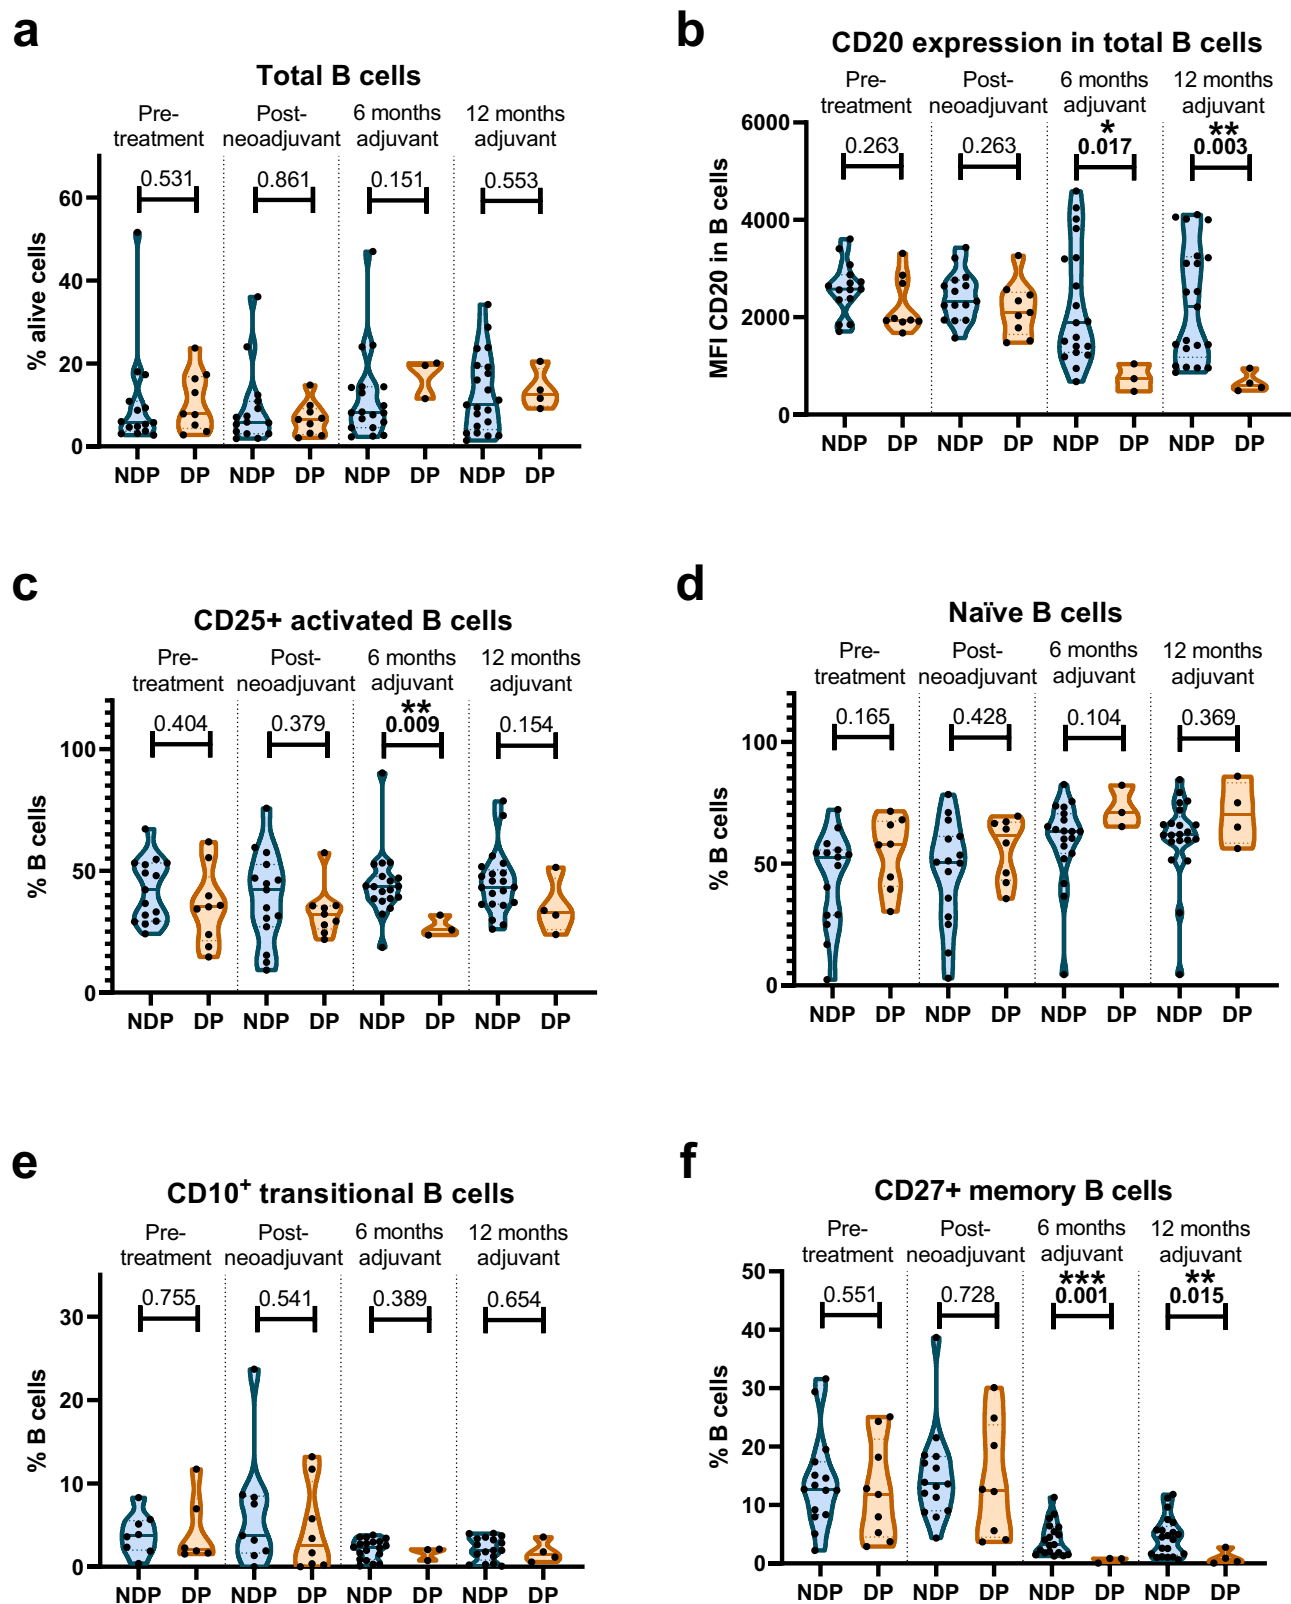 a
Total B cells
Pre-
treatment
Post-
neoadjuvant
6 months
adjuvant
12 months
adjuvant
0.531
0.861
0.151
0.553
% alive cells
60
40
20
0
NDP DP NDP DP NDP DP NDP DP
b
CD20 expression in total B cells
Pre-
treatment
Post-
neoadjuvant
6 months
adjuvant
12 months
adjuvant
0.263
0.263
*
0.017
**
0.003
MFI CD20 in B cells
6000
4000
2000
0
NDP DP NDP DP NDP DP NDP DP
c
CD25+ activated B cells
Pre-
treatment
Post-
neoadjuvant
6 months
adjuvant
12 months
adjuvant
0.404
0.379
**
0.009
0.154
% B cells
100
50
0
NDP DP NDP DP NDP DP NDP DP
d
Naïve B cells
Pre-
treatment
Post-
neoadjuvant
6 months
adjuvant
12 months
adjuvant
0.165
0.428
0.104
0.369
% B cells
100
50
0
NDP DP NDP DP NDP DP NDP DP
e
CD10⁺ transitional B cells
Pre-
treatment
Post-
neoadjuvant
6 months
adjuvant
12 months
adjuvant
0.755
0.541
0.389
0.654
% B cells
30
20
10
0
NDP DP NDP DP NDP DP NDP DP
f
CD27+ memory B cells
Pre-
treatment
Post-
neoadjuvant
6 months
adjuvant
12 months
adjuvant
0.551
0.728
***
0.001
**
0.015
% B cells
50
40
30
20
10
0
NDP DP NDP DP NDP DP NDP DP